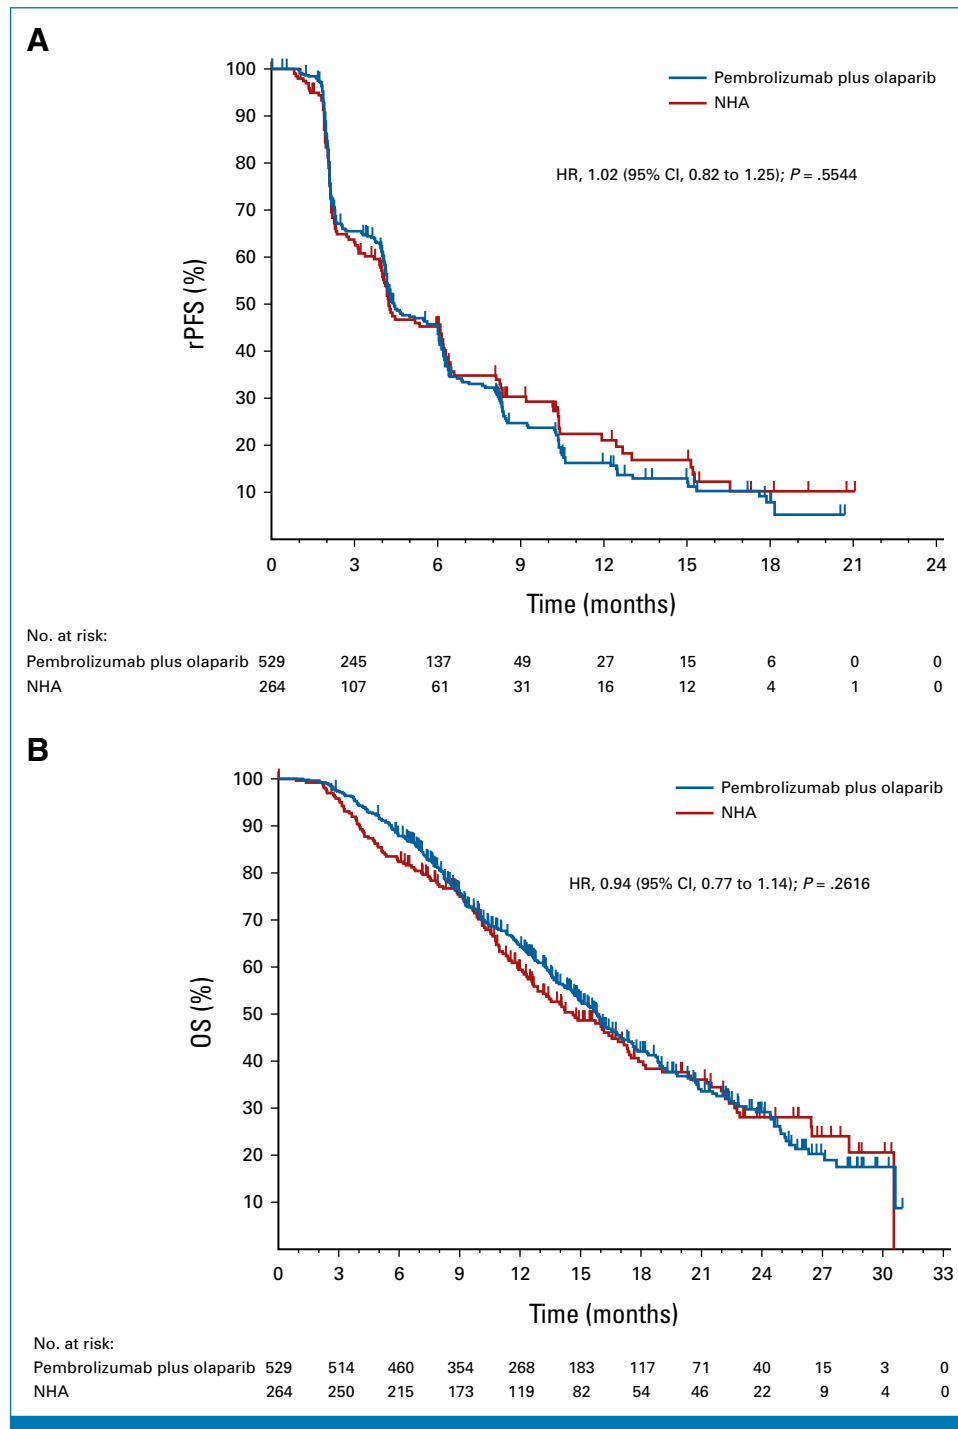 A
100
90
80
70
60
50
40
30
20
10
rPFS (%)
Pembrolizumab plus olaparib
NHA
HR, 1.02 (95% CI, 0.82 to 1.25); P = .5544
0 3 6 9 12 15 18 21 24
Time (months)
No. at risk:
Pembrolizumab plus olaparib 529 245 137 49 27 15 6 0 0
NHA 264 107 61 31 16 12 4 1 0
B
100
90
80
70
60
50
40
30
20
10
OS (%)
Pembrolizumab plus olaparib
NHA
HR, 0.94 (95% CI, 0.77 to 1.14); P = .2616
0 3 6 9 12 15 18 21 24 27 30 33
Time (months)
No. at risk:
Pembrolizumab plus olaparib 529 514 460 354 268 183 117 71 40 15 3 0
NHA 264 250 215 173 119 82 54 46 22 9 4 0